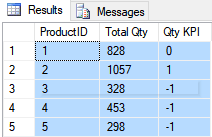 Results Messages
ProductID Total Qty Qty KPI
1 1 828 0
2 2 1057 1
3 3 328 -1
4 4 453 -1
5 5 298 -1